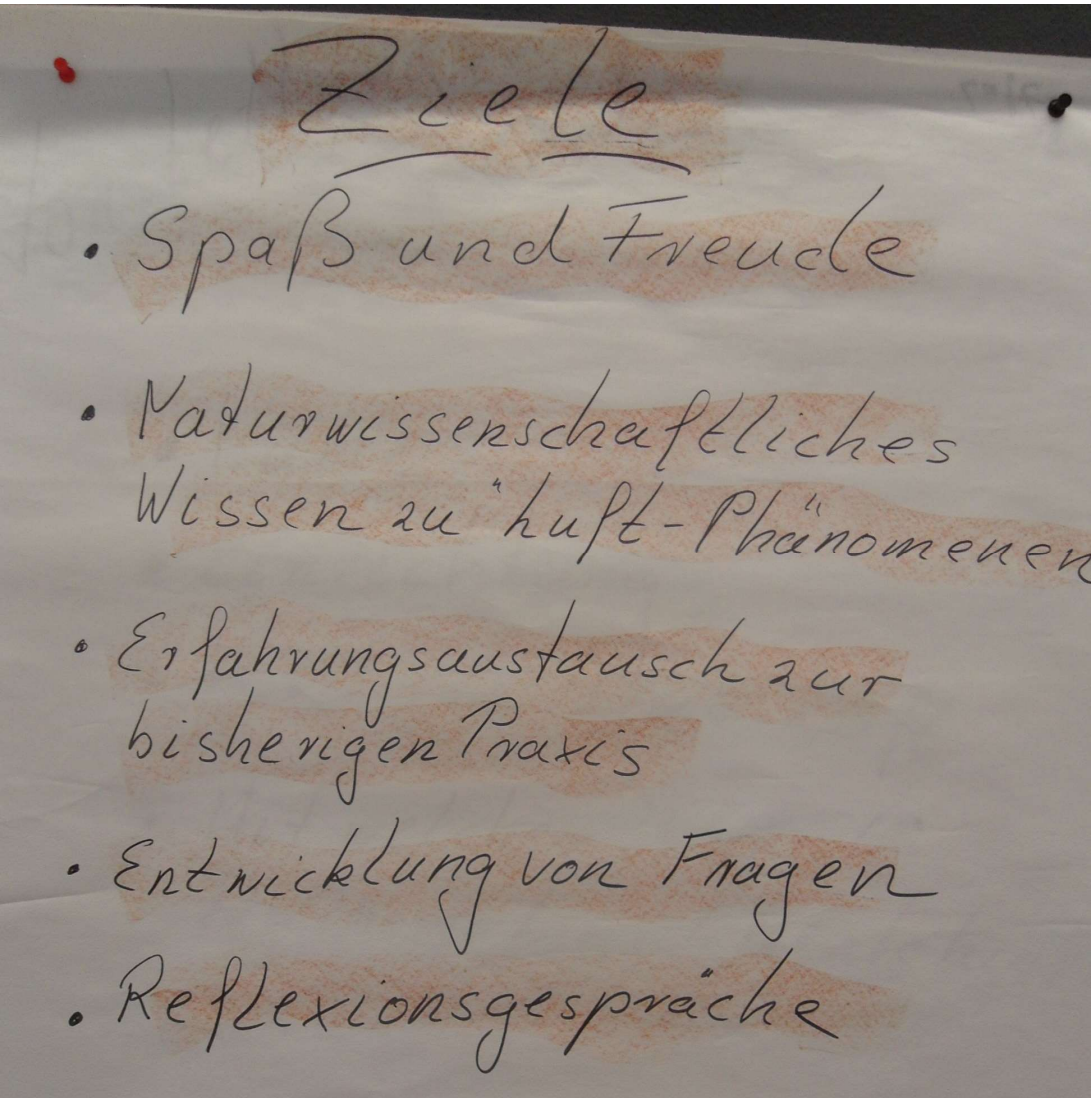 Ziele
• Spaß und Freude
• Naturwissenschaftliches
Wissen zu "Luft-Phänomenen
• Erfahrungsaustausch zur
bisherigen Praxis
• Entwicklung von Fragen
• Reflexionsgespräche